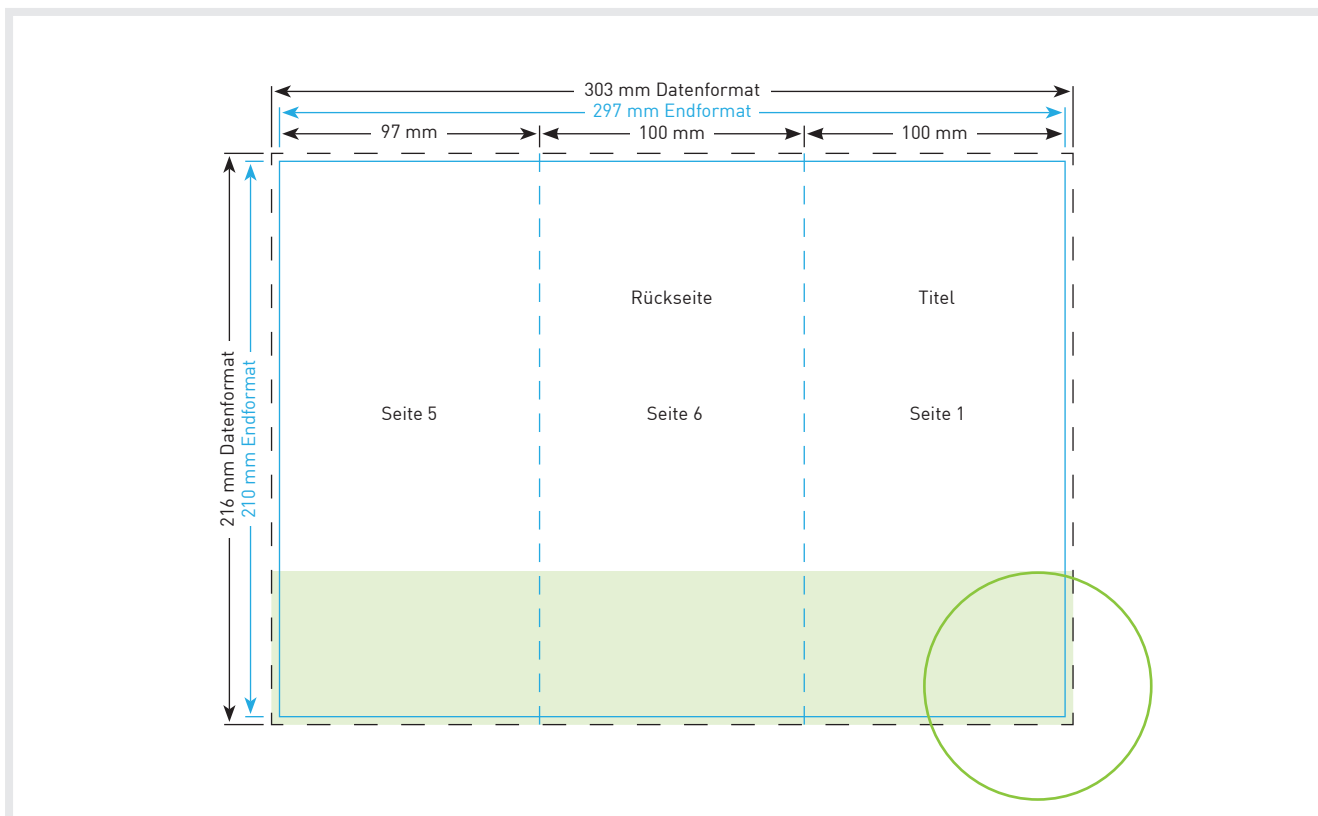 303 mm Datenformat
297 mm Endformat
97 mm
100 mm
100 mm
216 mm Datenformat
210 mm Endformat
Rückseite
Titel
Seite 5
Seite 6
Seite 1